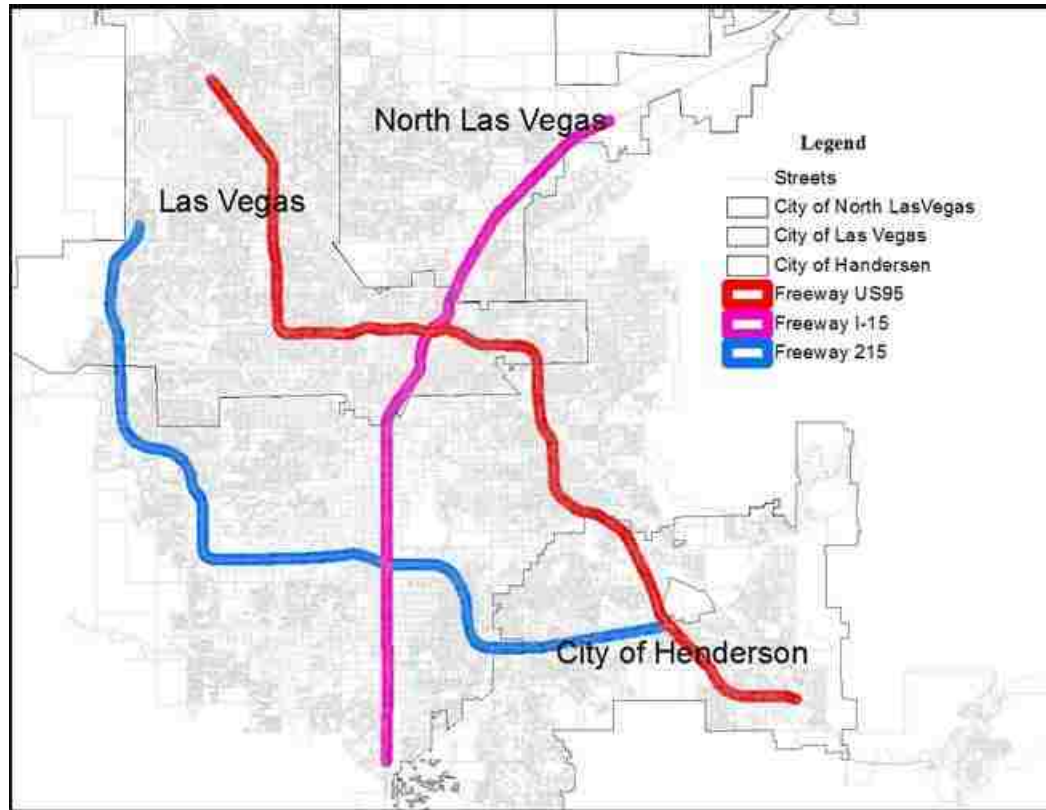 North Las Vegas
Las Vegas
City of Henderson
Legend
Streets
City of North LasVegas
City of Las Vegas
City of Handersen
Freeway US95
Freeway I-15
Freeway 215